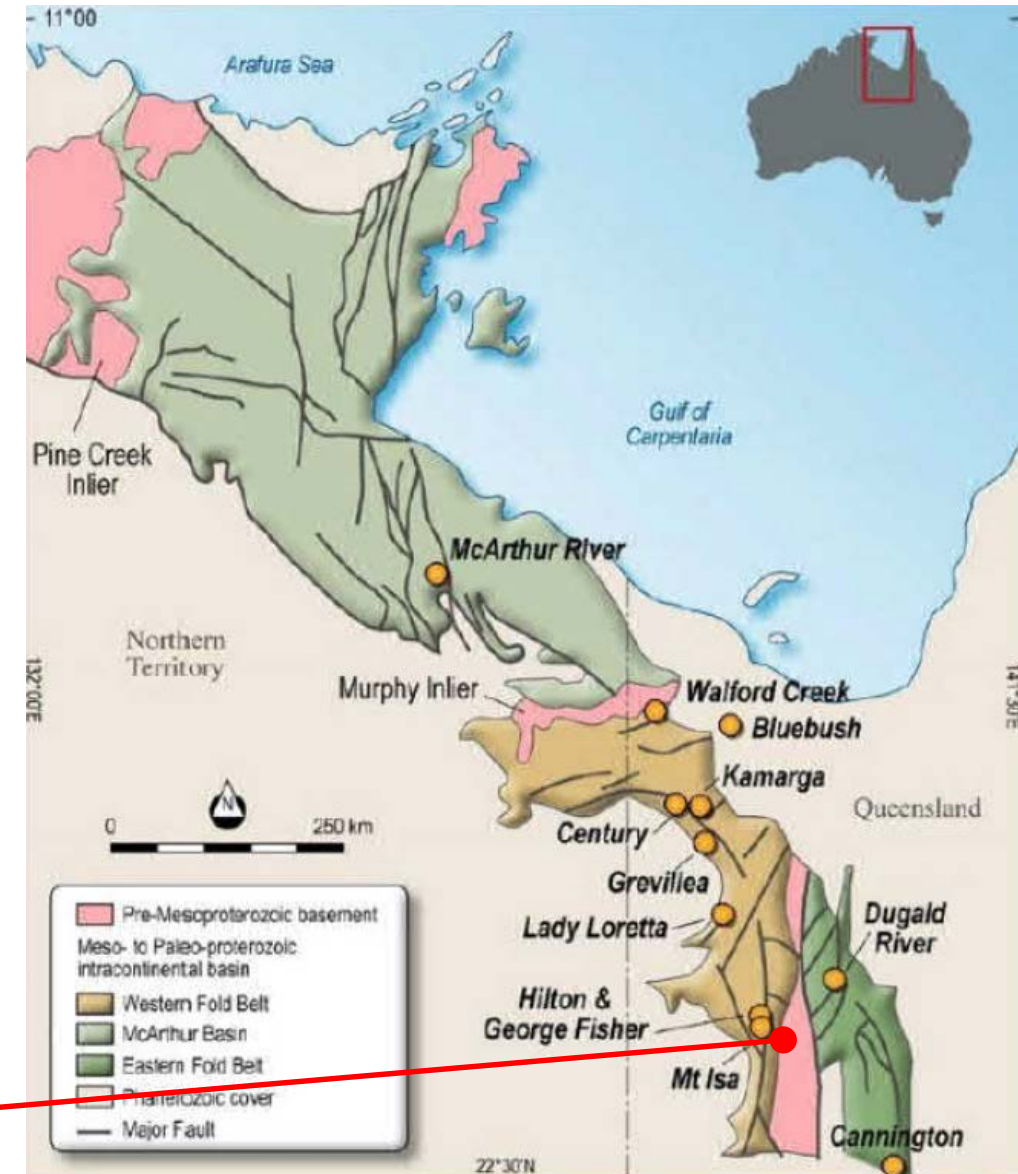 11°00
Arafura Sea
Gulf of
Carpentaria
Pine Creek
Inlier
McArthur River
Northern
Territory
132°00'E
141°30'E
Murphy Inlier
Walford Creek
Bluebush
Kamarga
N
0
250 km
Century
Queensland
Grevillea
Lady Loretta
Dugald
River
Pre-Mesoproterozoic basement
Meso- to Paleo-proterozoic
intracontinental basin
Western Fold Belt
McArthur Basin
Eastern Fold Belt
Phanerozoic cover
Major Fault
Hilton &
George Fisher
Mt Isa
Cannington
22°30'N